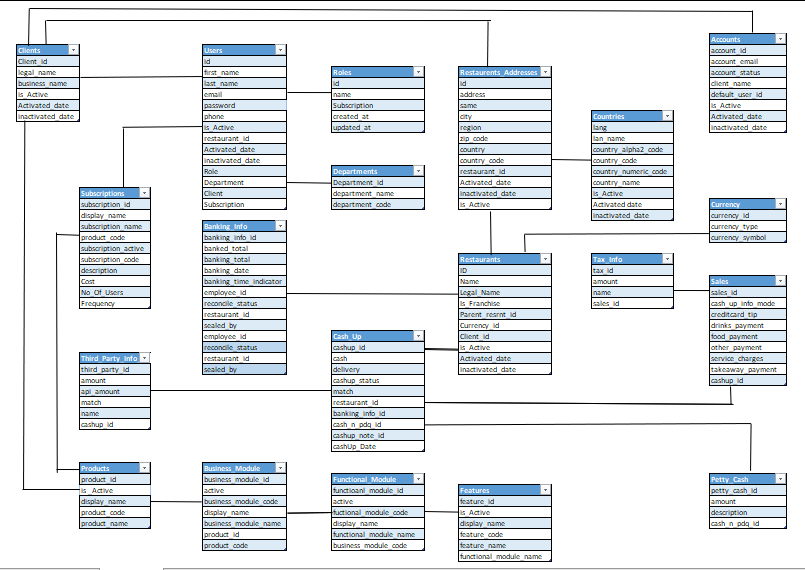 Clients
Client_id
legal_name
business_name
is_Active
Activated_date
inactivated_date
Users
id
first_name
last_name
email
password
phone
is_Active
restaurant_id
Activated_date
inactivated_date
Role
Department
Client
Subscription
Roles
id
name
Subscription
created_at
updated_at
Departments
Department_id
department_name
department_code
Restaurents_Addresses
id
address
same
city
region
zip_code
country
country_code
restaurant_id
Activated_date
inactivated_date
is_Active
Countries
lang
lan_name
country_alpha2_code
country_code
country_numeric_code
country_name
is_Active
Activated date
inactivated_date
Accounts
account_id
account_email
account_status
client_name
default_user_id
is_Active
Activated_date
inactivated_date
Subscriptions
subscription_id
display_name
subscription_name
product_code
subscription_active
subscription_code
description
Cost
No_Of_Users
Frequency
Banking_Info
banking_info_id
banked_total
banking_total
banking_date
banking_time_indicator
employee_id
reconcile_status
restaurant_id
sealed_by
employee_id
reconcile_status
restaurant_id
sealed_by
Currency
currency_id
currency_type
currency_symbol
Restaurants
ID
Name
Legal_Name
Is_Franchise
Parent_resrnt_id
Currency_id
Client_id
is_Active
Activated_date
inactivated_date
Tax_Info
tax_id
amount
name
sales_id
Sales
sales_id
cash_up_info_mode
creditcard_tip
drinks_payment
food_payment
other_payment
service_charges
takeaway_payment
cashup_id
Cash_Up
cashup_id
cash
delivery
cashup_status
match
restaurant_id
banking_info_id
cash_n_pdq_id
cashup_note_id
cashUp_Date
Third_Party_Info
third_party_id
amount
api_amount
match
name
cashup_id
Products
product_id
is_Active
display_name
product_code
product_name
Business_Module
business_module_id
active
business_module_code
display_name
business_module_name
product_id
product_code
Functional_Module
functioanl_module_id
active
fuctional_module_code
display_name
functional_module_name
business_module_code
Features
feature_id
is_Active
display_name
feature_code
feature_name
functional_module_name
Petty_Cash
petty_cash_id
amount
description
cash_n_pdq_id